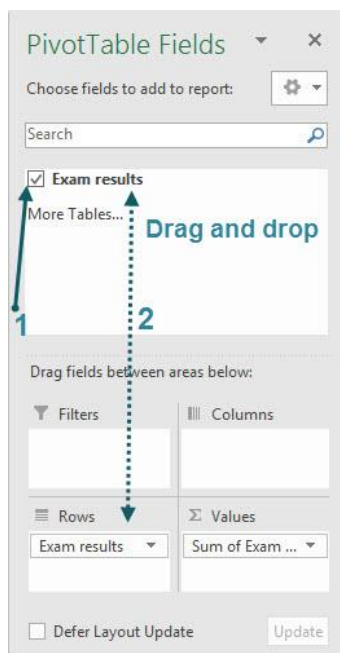 PivotTable Fields
Choose fields to add to report:
Search
Exam results
More Tables...
Drag and drop
1
2
Drag fields between areas below:
Filters
Columns
Rows
Σ Values
Exam results
Sum of Exam ...
Defer Layout Update
Update